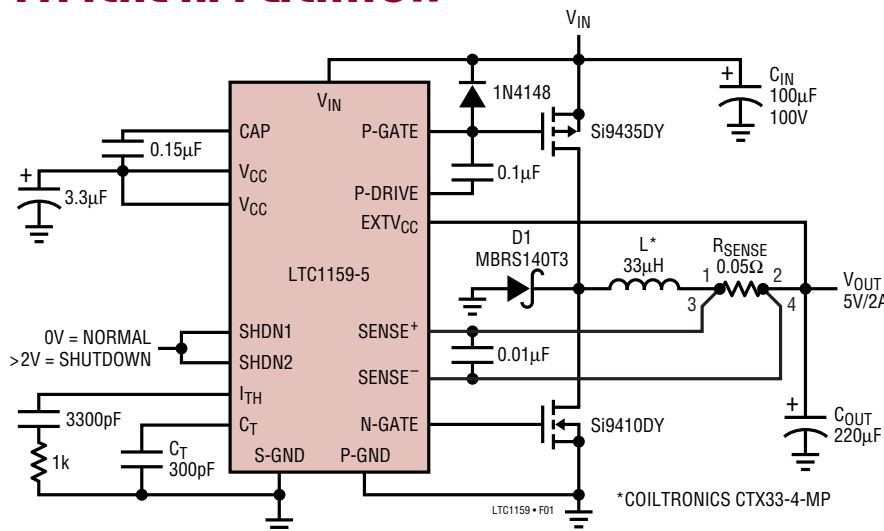 VIN
CIN
100µF
100V
+
VIN
1N4148
CAP
P-GATE
Si9435DY
0.15µF
VCC
0.1µF
+
3.3µF
P-DRIVE
VCC
EXTVCC
D1
MBRS140T3
L*
33µH
RSENSE
0.05Ω
LTC1159-5
1
2
VOUT
5V/2A
3
4
0V = NORMAL
>2V = SHUTDOWN
SHDN1
SENSE+
0.01µF
SHDN2
SENSE–
ITH
3300pF
CT
N-GATE
Si9410DY
+
COUT
220µF
1k
CT
300pF
S-GND
P-GND
LTC1159 • F01
*COILTRONICS CTX33-4-MP